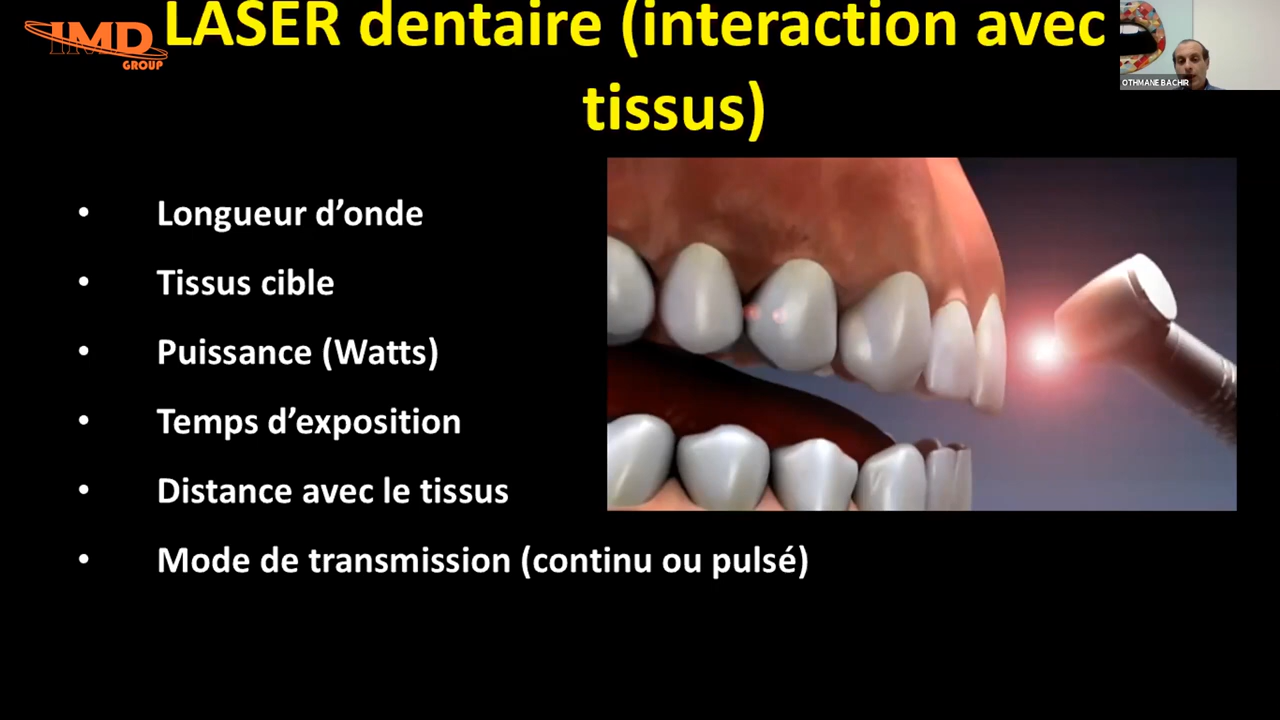 IMD
GROUP
LASER dentaire (interaction avec
tissus)
OTHMANE BACHIR
• Longueur d’onde
• Tissus cible
• Puissance (Watts)
• Temps d’exposition
• Distance avec le tissus
• Mode de transmission (continu ou pulsé)